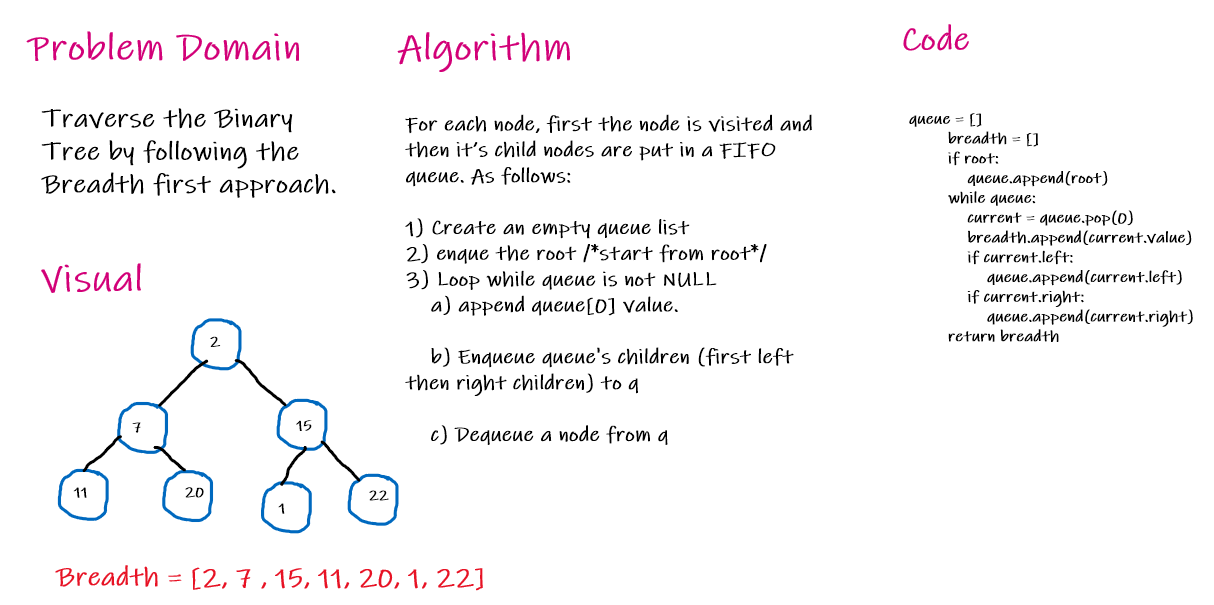 Problem Domain
Traverse the Binary
Tree by following the
Breadth first approach.
Visual
2
7
15
11
20
1
22
Breadth = [2, 7 , 15, 11, 20, 1, 22]
Algorithm
For each node, first the node is visited and
then it's child nodes are put in a FIFO
queue. As follows:
1) Create an empty queue list
2) enque the root /*start from root*/
3) Loop while queue is not NULL
a) append queue[0] value.
b) Enqueue queue's children (first left
then right children) to q
c) Dequeue a node from q
Code
queue = []
breadth = []
if root:
queue.append(root)
while queue:
current = queue.pop(0)
breadth.append(current.value)
if current.left:
queue.append(current.left)
if current.right:
queue.append(current.right)
return breadth